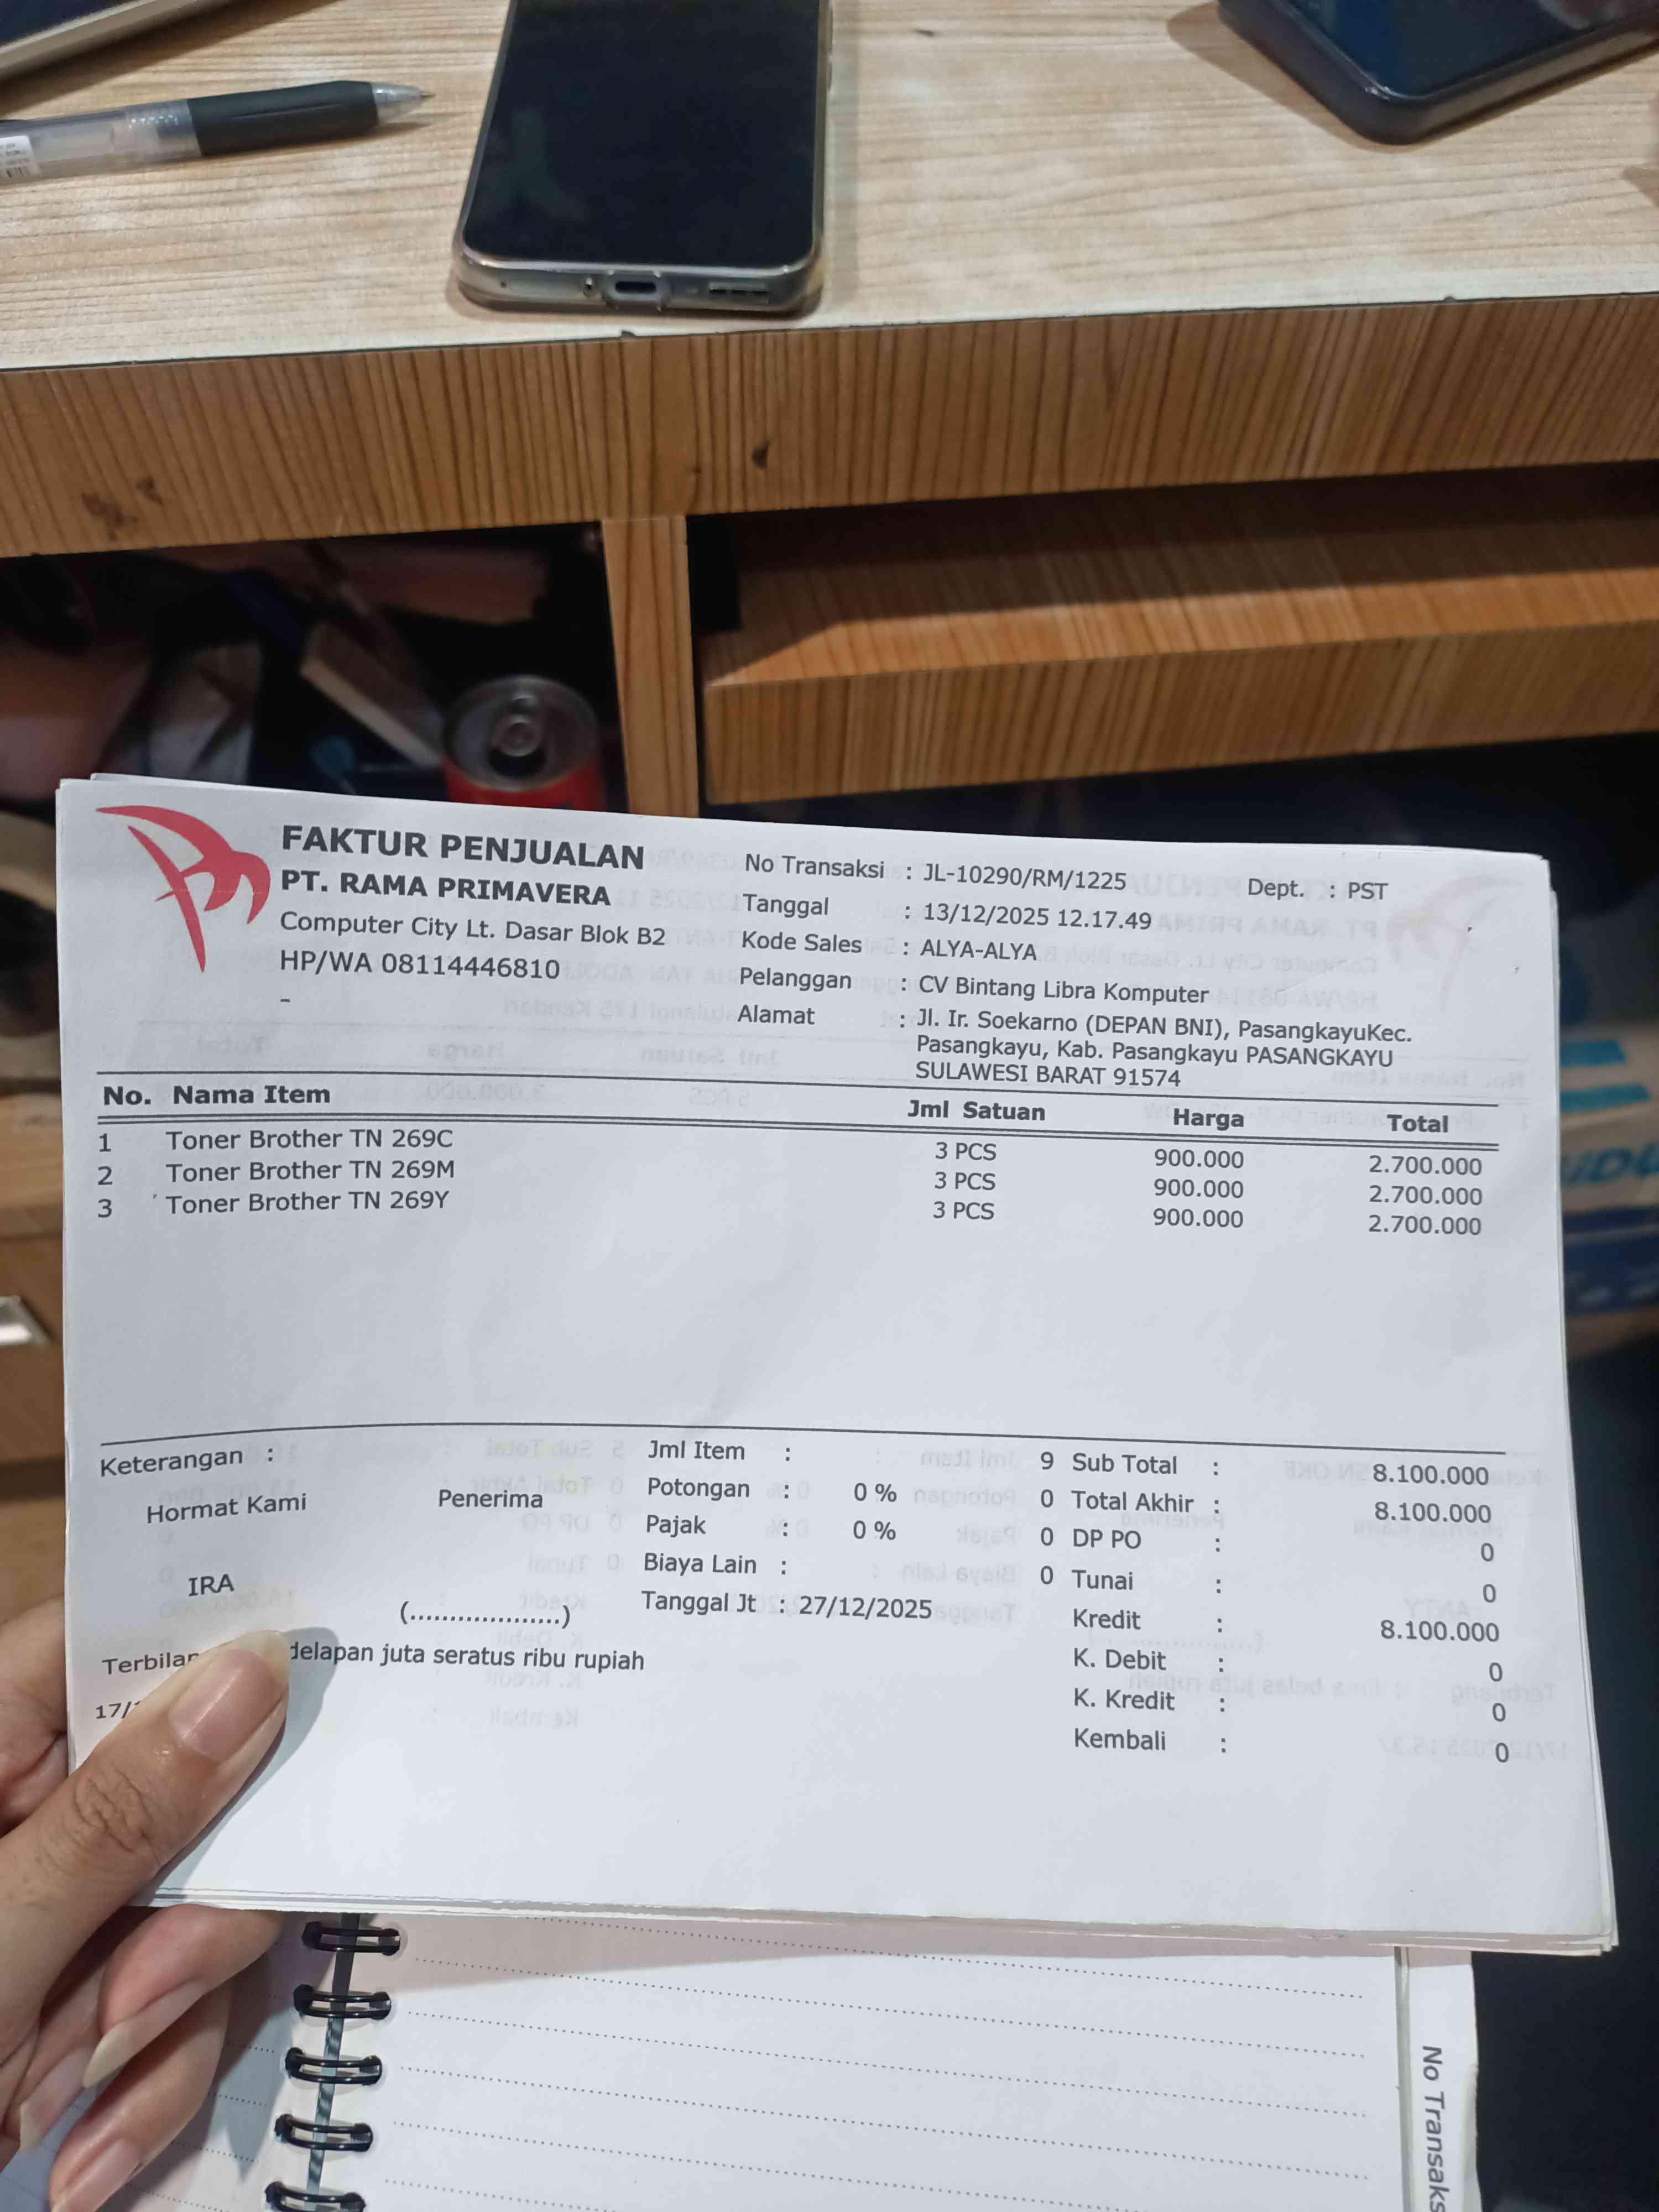 FAKTUR PENJUALAN
PT. RAMA PRIMAVERA
Computer City Lt. Dasar Blok B2
HP/WA 08114446810
-
No Transaksi : JL-10290/RM/1225 Dept. : PST
Tanggal : 13/12/2025 12.17.49
Kode Sales : ALYA-ALYA
Pelanggan : CV Bintang Libra Komputer
Alamat : Jl. Ir. Soekarno (DEPAN BNI), PasangkayuKec.
Pasangkayu, Kab. Pasangkayu PASANGKAYU
SULAWESI BARAT 91574
No. Nama Item Jml Satuan Harga Total
1 Toner Brother TN 269C 3 PCS 900.000 2.700.000
2 Toner Brother TN 269M 3 PCS 900.000 2.700.000
3 Toner Brother TN 269Y 3 PCS 900.000 2.700.000
Keterangan :
Hormat Kami Penerima
IRA
(...................)
Jml Item : 9
Potongan : 0 % 0
Pajak : 0 % 0
Biaya Lain : 0
Tanggal Jt : 27/12/2025
Sub Total : 8.100.000
Total Akhir : 8.100.000
DP PO : 0
Tunai : 0
Kredit : 8.100.000
K. Debit : 0
K. Kredit : 0
Kembali : 0
delapan juta seratus ribu rupiah
17/